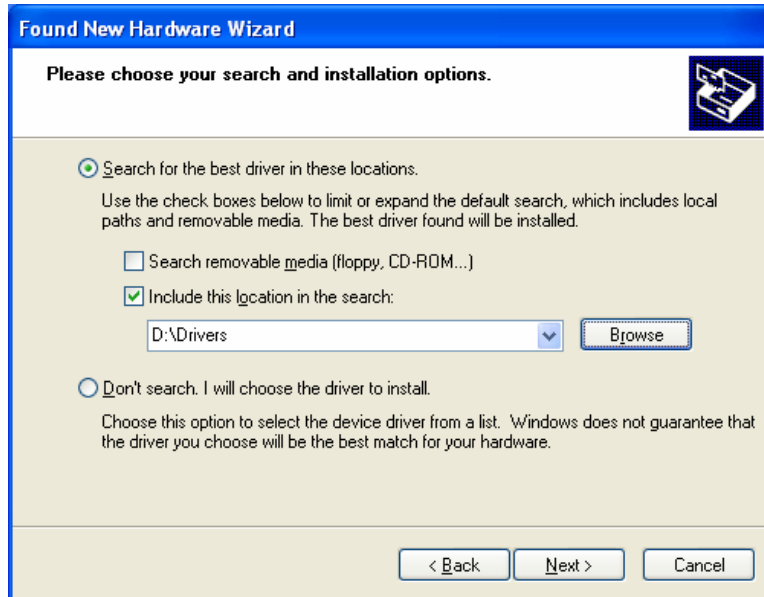 Found New Hardware Wizard
Please choose your search and installation options.
Search for the best driver in these locations.
Use the check boxes below to limit or expand the default search, which includes local
paths and removable media. The best driver found will be installed.
Search removable media (floppy, CD-ROM...)
Include this location in the search:
D:\Drivers
Browse
Don't search. I will choose the driver to install.
Choose this option to select the device driver from a list. Windows does not guarantee that
the driver you choose will be the best match for your hardware.
< Back Next > Cancel